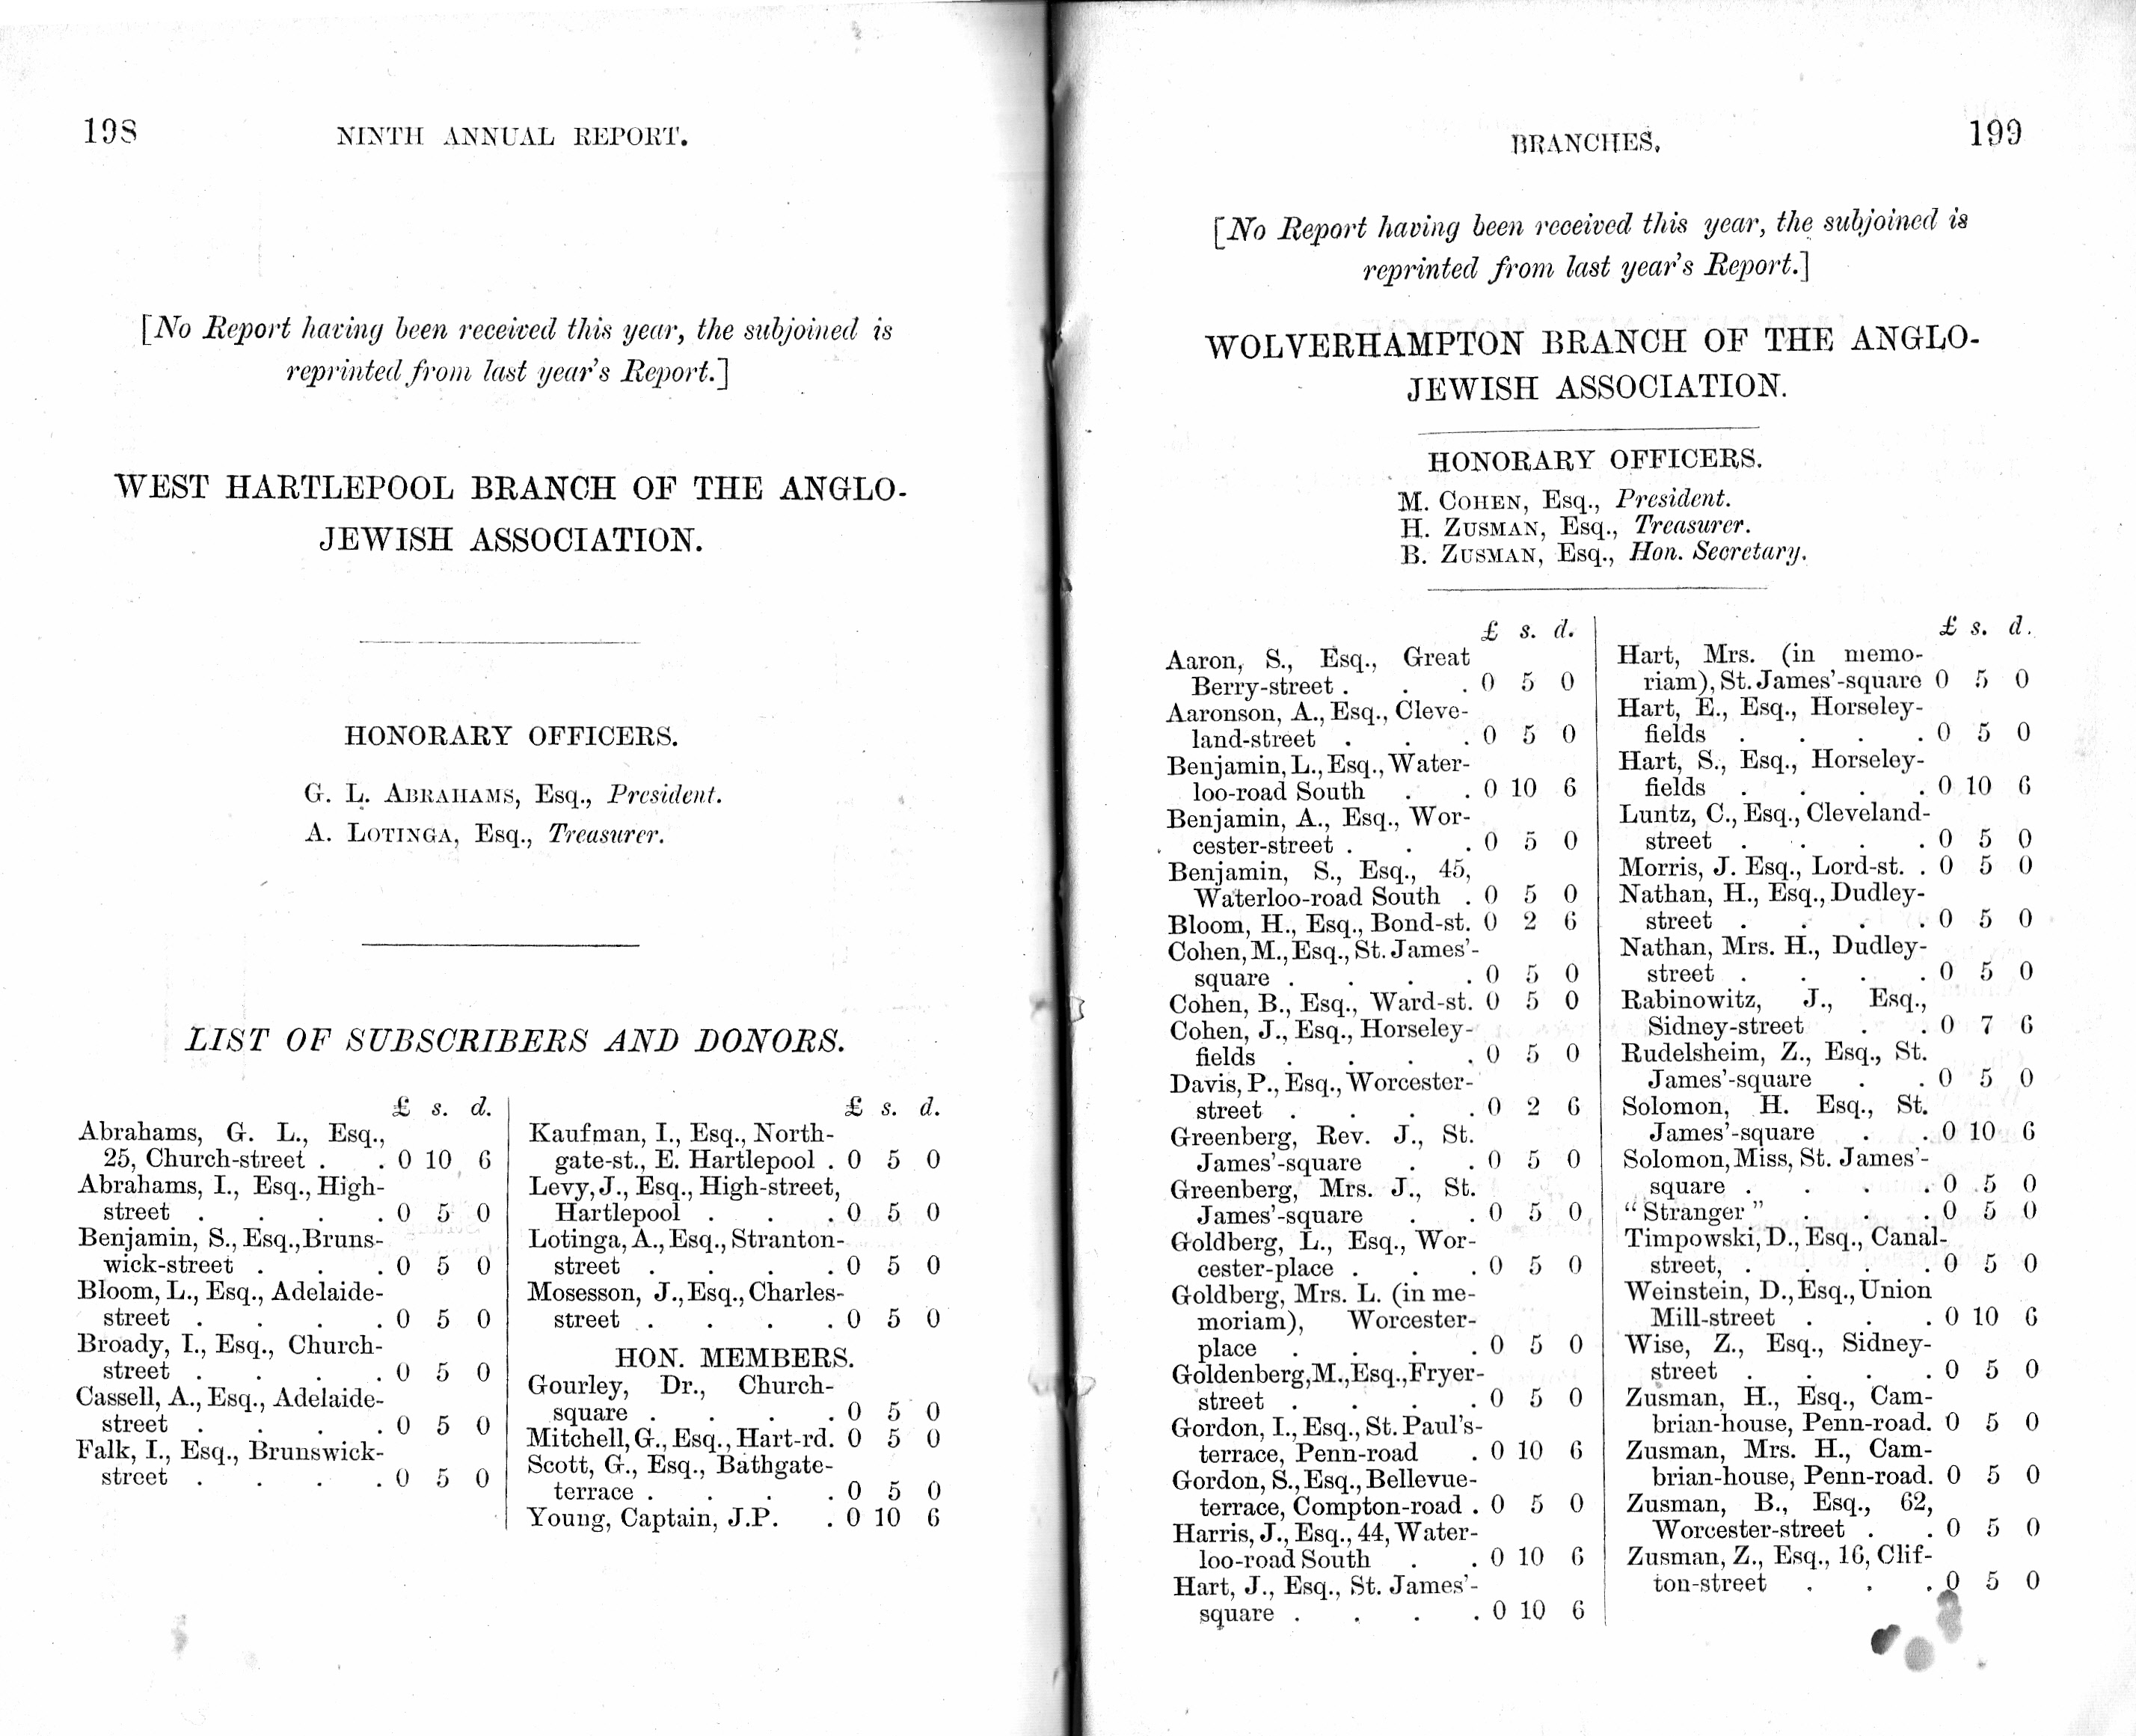 198
NINTH ANNUAL REPORT.
[No Report having been received this year, the subjoined is
reprinted from last year's Report.]
WEST HARTLEPOOL BRANCH OF THE ANGLO-
JEWISH ASSOCIATION.
HONORARY OFFICERS.
G. L. ABRAHAMS, Esq., President.
A. LOTINGA, Esq., Treasurer.
LIST OF SUBSCRIBERS AND DONORS.
£ s. d.
Abrahams, G. L., Esq.,
25, Church-street . . 0 10 6
Abrahams, I., Esq., High-
street . . . . 0 5 0
Benjamin, S., Esq., Bruns-
wick-street . . . 0 5 0
Bloom, L., Esq., Adelaide-
street . . . . 0 5 0
Broady, I., Esq., Church-
street . . . . 0 5 0
Cassell, A., Esq., Adelaide-
street . . . . 0 5 0
Falk, I., Esq., Brunswick-
street . . . . 0 5 0
£ s. d.
Kaufman, I., Esq., North-
gate-st., E. Hartlepool . 0 5 0
Levy, J., Esq., High-street,
Hartlepool . . . 0 5 0
Lotinga, A., Esq., Stranton-
street . . . . 0 5 0
Mosesson, J., Esq., Charles-
street . . . . 0 5 0
HON. MEMBERS.
Gourley, Dr., Church-
square . . . . 0 5 0
Mitchell, G., Esq., Hart-rd. 0 5 0
Scott, G., Esq., Bathgate-
terrace . . . . 0 5 0
Young, Captain, J.P. . 0 10 6
BRANCHES.
199
[No Report having been received this year, the subjoined is
reprinted from last year's Report.]
WOLVERHAMPTON BRANCH OF THE ANGLO-
JEWISH ASSOCIATION.
HONORARY OFFICERS.
M. COHEN, Esq., President.
H. ZUSMAN, Esq., Treasurer.
B. ZUSMAN, Esq., Hon. Secretary.
£ s. d.
Aaron, S., Esq., Great
Berry-street . . . 0 5 0
Aaronson, A., Esq., Cleve-
land-street . . . 0 5 0
Benjamin, L., Esq., Water-
loo-road South . . 0 10 6
Benjamin, A., Esq., Wor-
cester-street . . . 0 5 0
Benjamin, S., Esq., 45,
Waterloo-road South . 0 5 0
Bloom, H., Esq., Bond-st. 0 2 6
Cohen, M., Esq., St. James'-
square . . . . 0 5 0
Cohen, B., Esq., Ward-st. 0 5 0
Cohen, J., Esq., Horseley-
fields . . . . 0 5 0
Davis, P., Esq., Worcester-
street . . . . 0 2 6
Greenberg, Rev. J., St.
James'-square . . 0 5 0
Greenberg, Mrs. J., St.
James'-square . . 0 5 0
Goldberg, L., Esq., Wor-
cester-place . . . 0 5 0
Goldberg, Mrs. L. (in me-
moriam), Worcester-
place . . . . 0 5 0
Goldenberg, M., Esq., Fryer-
street . . . . 0 5 0
Gordon, I., Esq., St. Paul's-
terrace, Penn-road . 0 10 6
Gordon, S., Esq., Bellevue-
terrace, Compton-road . 0 5 0
Harris, J., Esq., 44, Water-
loo-road South . . 0 10 6
Hart, J., Esq., St. James'-
square . . . . 0 10 6
£ s. d.
Hart, Mrs. (in memo-
riam), St. James'-square 0 5 0
Hart, E., Esq., Horseley-
fields . . . . 0 5 0
Hart, S., Esq., Horseley-
fields . . . . 0 10 6
Luntz, C., Esq., Cleveland-
street . . . . 0 5 0
Morris, J. Esq., Lord-st. . 0 5 0
Nathan, H., Esq., Dudley-
street . . . . 0 5 0
Nathan, Mrs. H., Dudley-
street . . . . 0 5 0
Rabinowitz, J., Esq.,
Sidney-street . . 0 7 6
Rudelsheim, Z., Esq., St.
James'-square . . 0 5 0
Solomon, H. Esq., St.
James'-square . . 0 10 6
Solomon, Miss, St. James'-
square . . . . 0 5 0
“Stranger” . . . 0 5 0
Timpowski, D., Esq., Canal-
street, . . . . 0 5 0
Weinstein, D., Esq., Union
Mill-street . . . 0 10 6
Wise, Z., Esq., Sidney-
street . . . . 0 5 0
Zusman, H., Esq., Cam-
brian-house, Penn-road. 0 5 0
Zusman, Mrs. H., Cam-
brian-house, Penn-road. 0 5 0
Zusman, B., Esq., 62,
Worcester-street . . 0 5 0
Zusman, Z., Esq., 16, Clif-
ton-street . . . 0 5 0